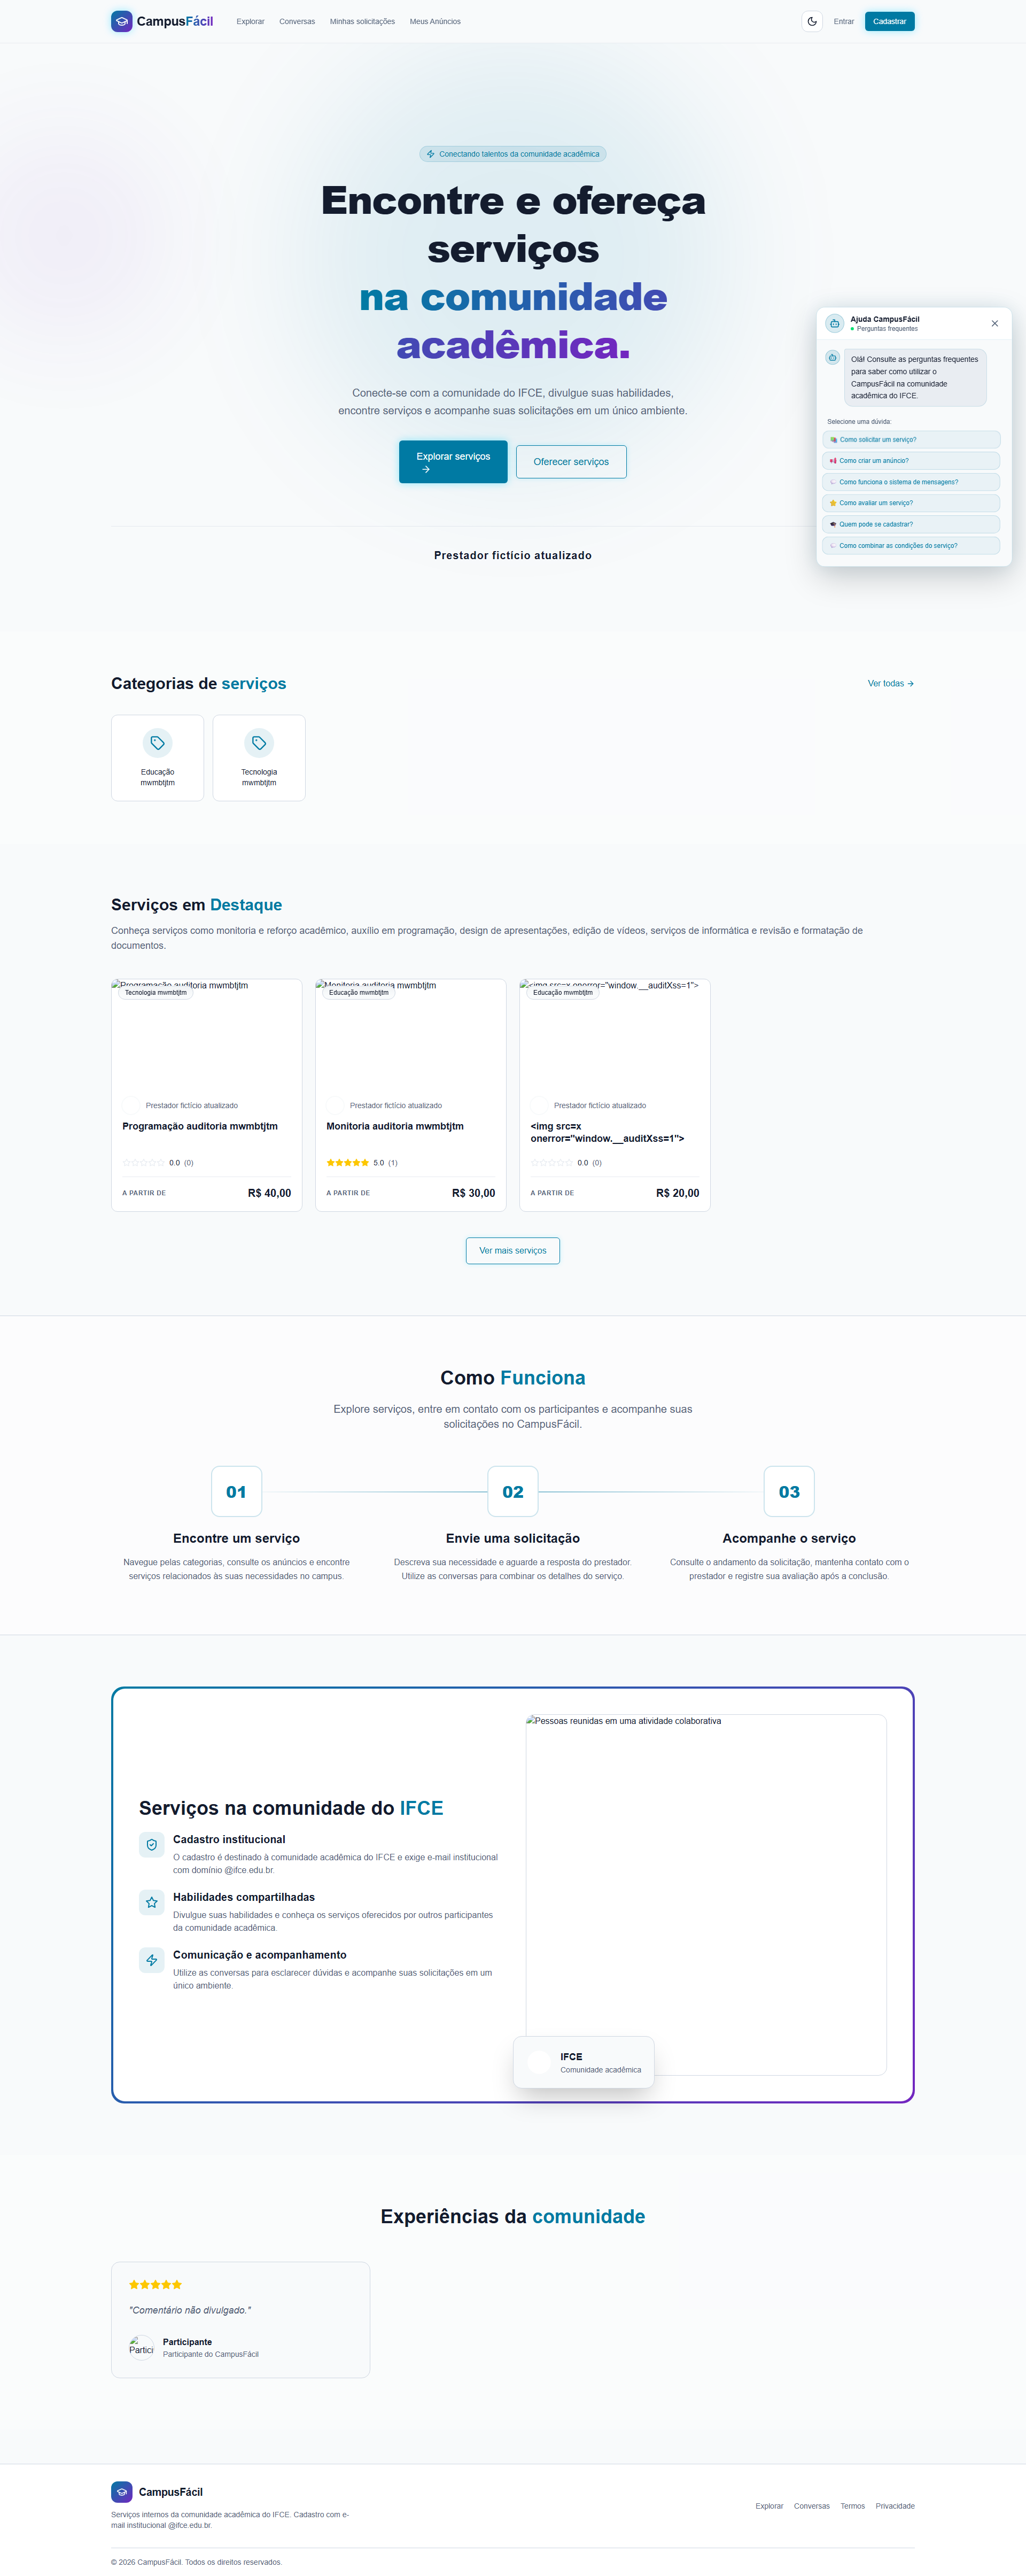 CampusFácil
Explorar
Conversas
Minhas solicitações
Meus Anúncios
Entrar
Cadastrar
Conectando talentos da comunidade acadêmica
Encontre e ofereça
serviços
na comunidade
acadêmica.
Conecte-se com a comunidade do IFCE, divulgue suas habilidades,
encontre serviços e acompanhe suas solicitações em um único ambiente.
Explorar serviços
→
Oferecer serviços
Prestador fictício atualizado
Ajuda CampusFácil
Perguntas frequentes
Olá! Consulte as perguntas frequentes
para saber como utilizar o
CampusFácil na comunidade
acadêmica do IFCE.
Selecione uma dúvida:
Como solicitar um serviço?
Como criar um anúncio?
Como funciona o sistema de mensagens?
Como avaliar um serviço?
Quem pode se cadastrar?
Como combinar as condições do serviço?
Categorias de serviços
Ver todas →
Educação
mwmbtjtm
Tecnologia
mwmbtjtm
Serviços em Destaque
Conheça serviços como monitoria e reforço acadêmico, auxílio em programação, design de apresentações, edição de vídeos, serviços de informática e revisão e formatação de
documentos.
Programação auditoria mwmbtjtm
Tecnologia mwmbtjtm
Prestador fictício atualizado
Programação auditoria mwmbtjtm
0.0 (0)
A PARTIR DE
R$ 40,00
Monitoria auditoria mwmbtjtm
Educação mwmbtjtm
Prestador fictício atualizado
Monitoria auditoria mwmbtjtm
5.0 (1)
A PARTIR DE
R$ 30,00
<img src=x onerror="window.__auditXss=1">
Educação mwmbtjtm
Prestador fictício atualizado
<img src=x
onerror="window.__auditXss=1">
0.0 (0)
A PARTIR DE
R$ 20,00
Ver mais serviços
Como Funciona
Explore serviços, entre em contato com os participantes e acompanhe suas
solicitações no CampusFácil.
01
Encontre um serviço
Navegue pelas categorias, consulte os anúncios e encontre
serviços relacionados às suas necessidades no campus.
02
Envie uma solicitação
Descreva sua necessidade e aguarde a resposta do prestador.
Utilize as conversas para combinar os detalhes do serviço.
03
Acompanhe o serviço
Consulte o andamento da solicitação, mantenha contato com o
prestador e registre sua avaliação após a conclusão.
Serviços na comunidade do IFCE
Cadastro institucional
O cadastro é destinado à comunidade acadêmica do IFCE e exige e-mail institucional
com domínio @ifce.edu.br.
Habilidades compartilhadas
Divulgue suas habilidades e conheça os serviços oferecidos por outros participantes
da comunidade acadêmica.
Comunicação e acompanhamento
Utilize as conversas para esclarecer dúvidas e acompanhe suas solicitações em um
único ambiente.
Pessoas reunidas em uma atividade colaborativa
IFCE
Comunidade acadêmica
Experiências da comunidade
"Comentário não divulgado."
Partici
Participante
Participante do CampusFácil
CampusFácil
Serviços internos da comunidade acadêmica do IFCE. Cadastro com e-
mail institucional @ifce.edu.br.
Explorar
Conversas
Termos
Privacidade
© 2026 CampusFácil. Todos os direitos reservados.